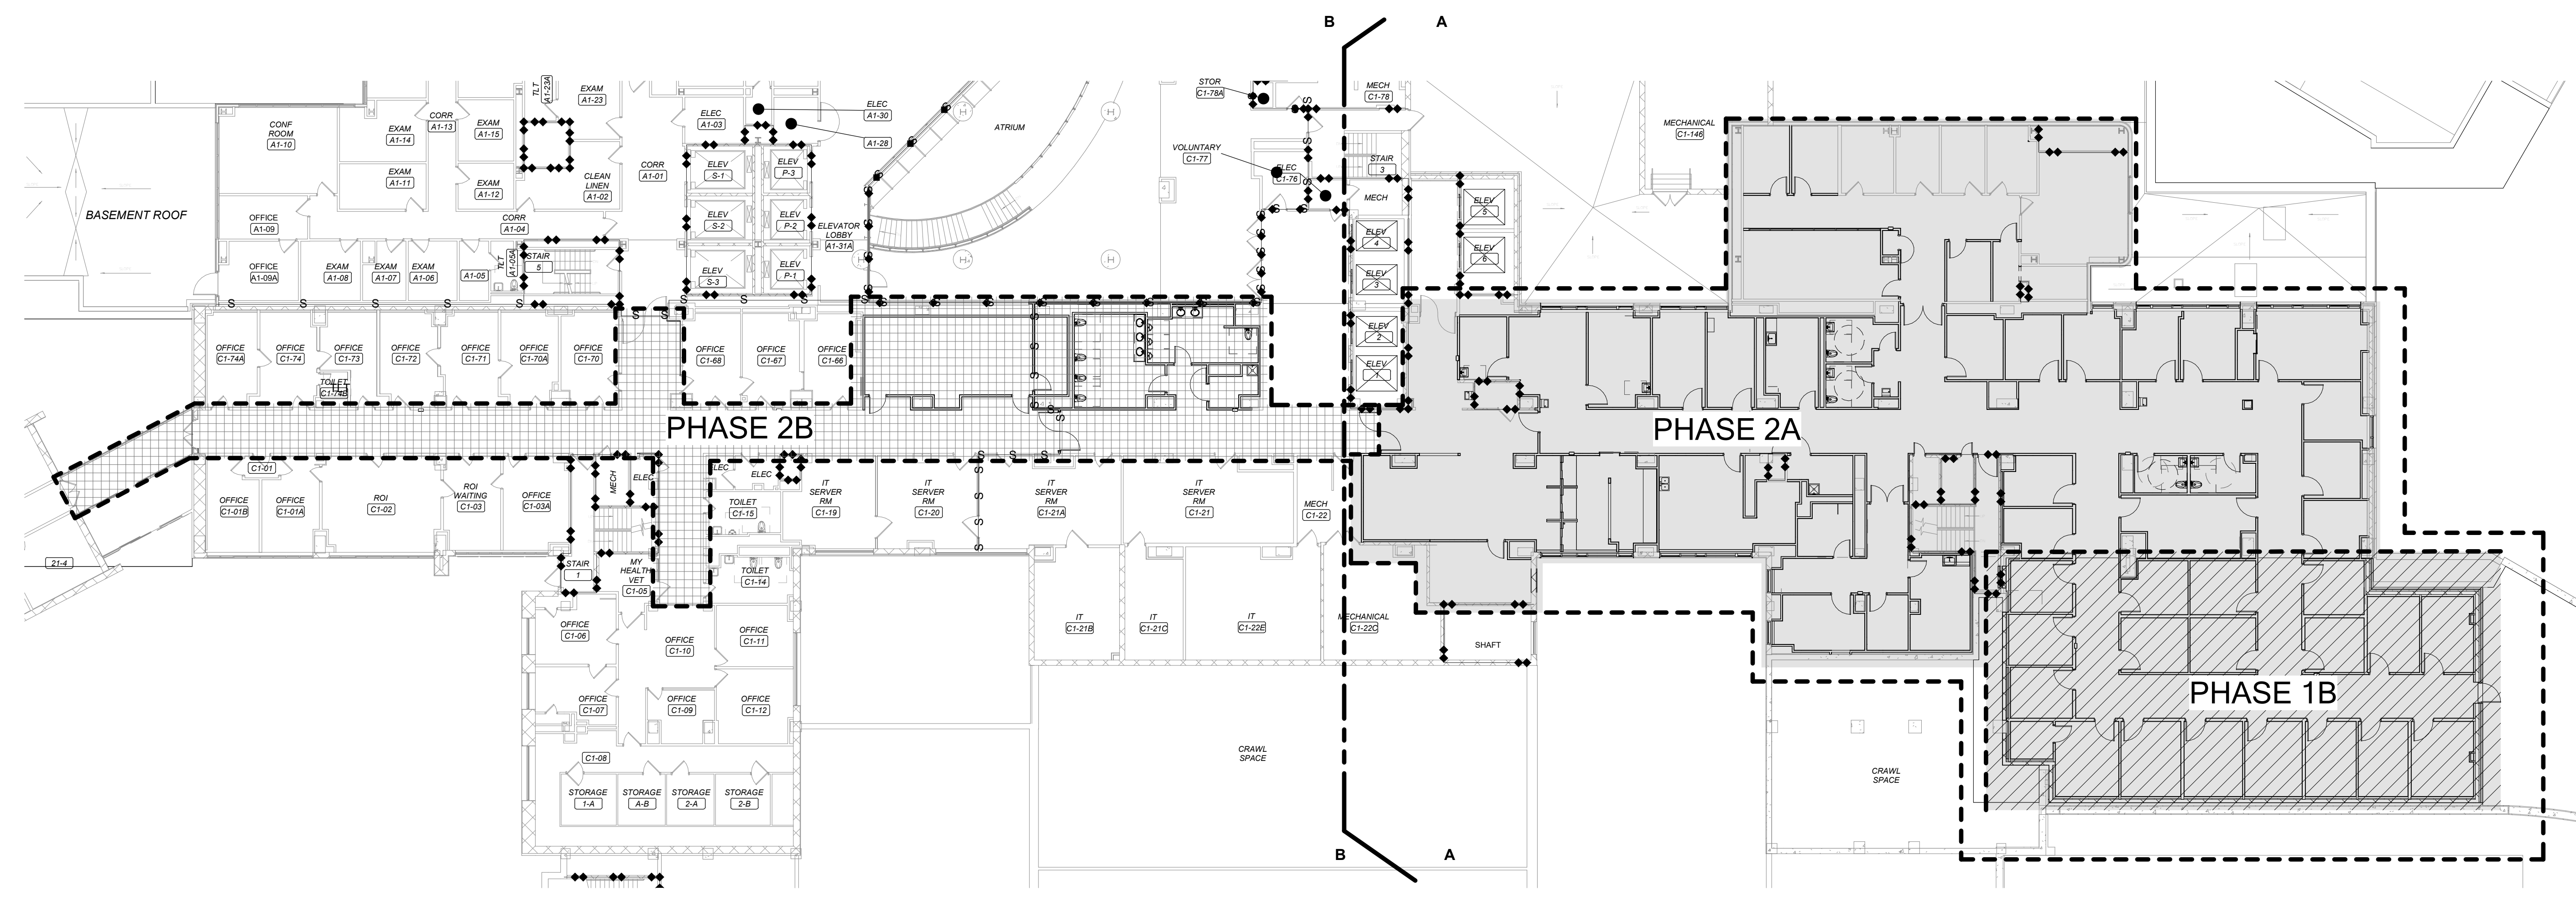 B
A
STOR
C1-78A
MECH
C1-78
TLT
A1-23A
EXAM
A1-23
ELEC
A1-30
A1-28
ELEC
A1-03
ATRIUM
MECHANICAL
C1-146
CONF
ROOM
A1-10
EXAM
A1-14
CORR
A1-13
EXAM
A1-15
EXAM
A1-11
EXAM
A1-12
CLEAN
LINEN
A1-02
CORR
A1-01
ELEV
S-1
ELEV
P-3
VOLUNTARY
C1-77
ELEC
C1-76
STAIR
3
MECH
BASEMENT ROOF
OFFICE
A1-09
CORR
A1-04
ELEV
S-2
ELEV
P-2
ELEVATOR
LOBBY
A1-31A
ELEV
4
ELEV
5
ELEV
6
OFFICE
A1-09A
EXAM
A1-08
EXAM
A1-07
EXAM
A1-06
A1-05
TLT
A1-05A
STAIR
5
ELEV
S-3
ELEV
P-1
ELEV
3
ELEV
2
ELEV
1
OFFICE
C1-74A
OFFICE
C1-74
OFFICE
C1-73
OFFICE
C1-72
OFFICE
C1-71
OFFICE
C1-70A
OFFICE
C1-70
OFFICE
C1-68
OFFICE
C1-67
OFFICE
C1-66
TOILET
C1-74B
PHASE 2B
PHASE 2A
C1-01
OFFICE
C1-01B
OFFICE
C1-01A
ROI
C1-02
ROI
WAITING
C1-03
OFFICE
C1-03A
MECH
ELEC
ELEC
ELEC
TOILET
C1-15
IT
SERVER
RM
C1-19
IT
SERVER
RM
C1-20
IT
SERVER
RM
C1-21A
IT
SERVER
RM
C1-21
MECH
C1-22
21-4
STAIR
1
MY
HEALTH
VET
C1-05
TOILET
C1-14
OFFICE
C1-06
OFFICE
C1-10
OFFICE
C1-11
IT
C1-21B
IT
C1-21C
IT
C1-22E
MECHANICAL
C1-22C
SHAFT
OFFICE
C1-07
OFFICE
C1-09
OFFICE
C1-12
PHASE 1B
C1-08
CRAWL
SPACE
CRAWL
SPACE
STORAGE
1-A
STORAGE
A-B
STORAGE
2-A
STORAGE
2-B
B
A